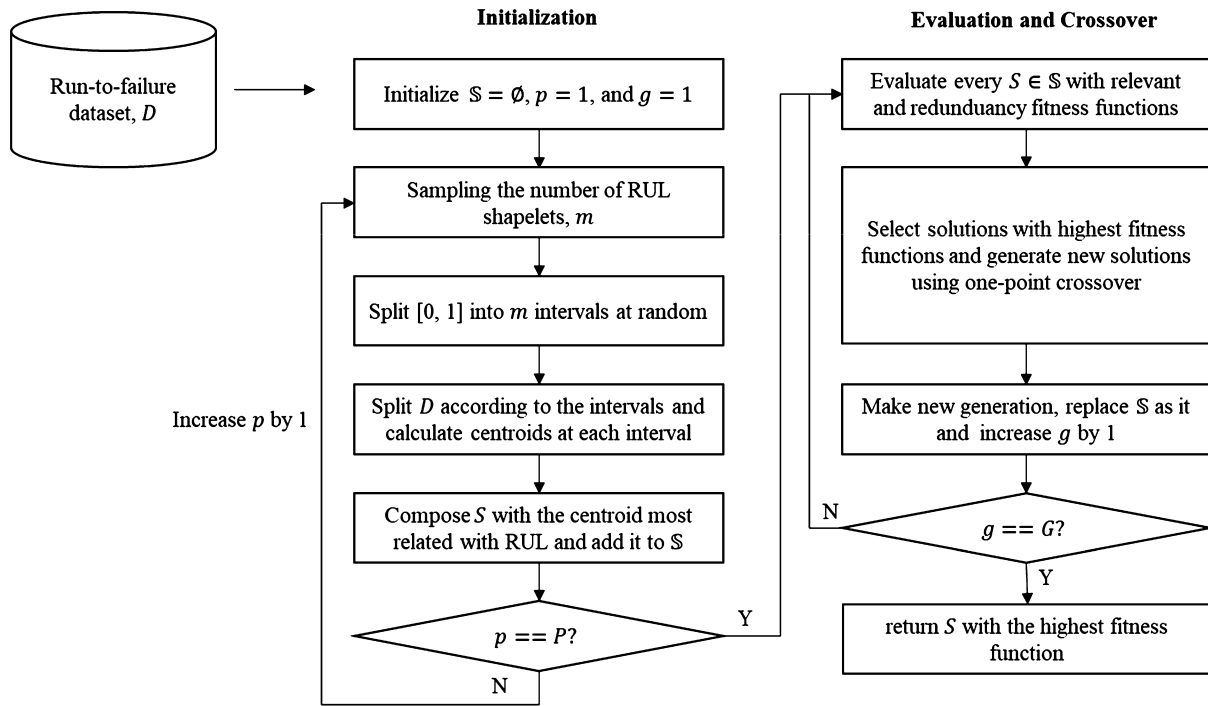 Initialization
Evaluation and Crossover
Run-to-failure
dataset, D
Initialize 𝕊 = ∅, p = 1, and g = 1
Sampling the number of RUL
shapelets, m
Split [0, 1] into m intervals at random
Split D according to the intervals and
calculate centroids at each interval
Increase p by 1
Compose S with the centroid most
related with RUL and add it to 𝕊
p == P?
Y
N
Evaluate every S ∈ 𝕊 with relevant
and redunduancy fitness functions
Select solutions with highest fitness
functions and generate new solutions
using one-point crossover
Make new generation, replace 𝕊 as it
and increase g by 1
N
g == G?
Y
return S with the highest fitness
function